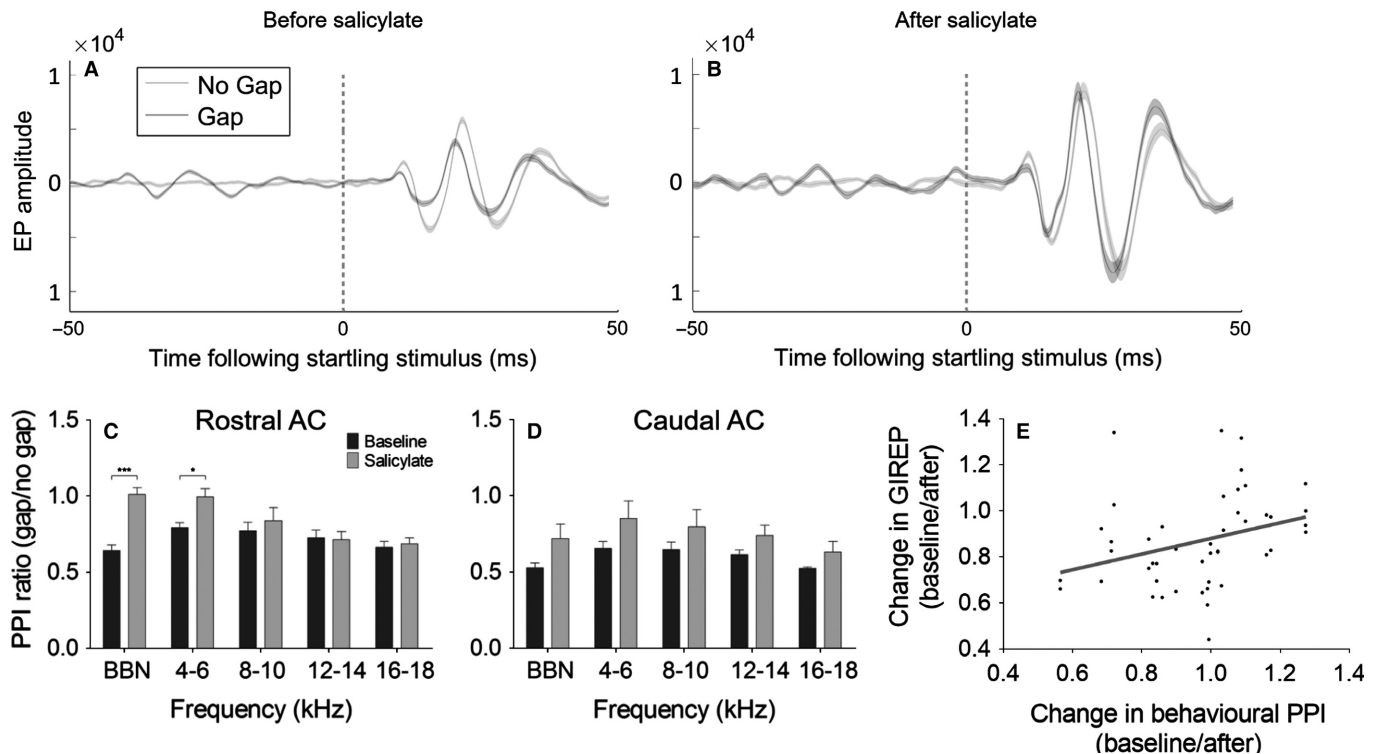 Before salicylate
After salicylate
×10⁴
×10⁴
A
B
1
0
1
No Gap
Gap
1
0
1
EP amplitude
−50
0
50
−50
0
50
Time following startling stimulus (ms)
Time following startling stimulus (ms)
C
Rostral AC
D
Caudal AC
E
Baseline
Salicylate
***
*
PPI ratio (gap/no gap)
1.5
1.0
0.5
0.0
1.5
1.0
0.5
0.0
Change in GIREP
(baseline/after)
1.4
1.2
1.0
0.8
0.6
0.4
BBN 4-6 8-10 12-14 16-18
BBN 4-6 8-10 12-14 16-18
0.4 0.6 0.8 1.0 1.2 1.4
Frequency (kHz)
Frequency (kHz)
Change in behavioural PPI
(baseline/after)